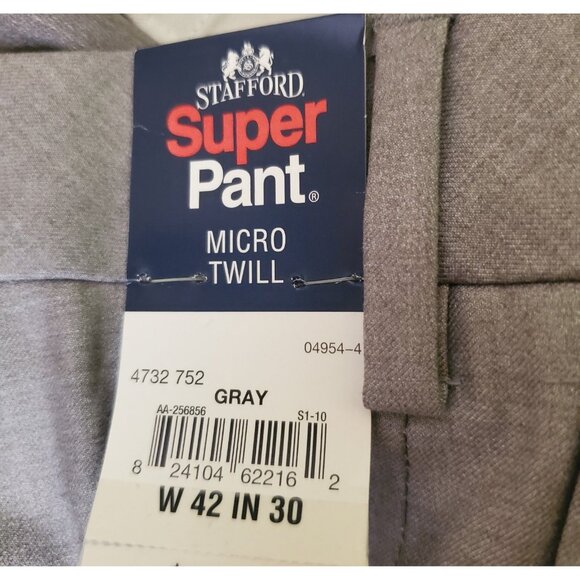 STAFFORD
Super
Pant®
MICRO
TWILL
04954-4
4732 752
GRAY
AA-256856 S1-10
8 24104 62216 2
W 42 IN 30